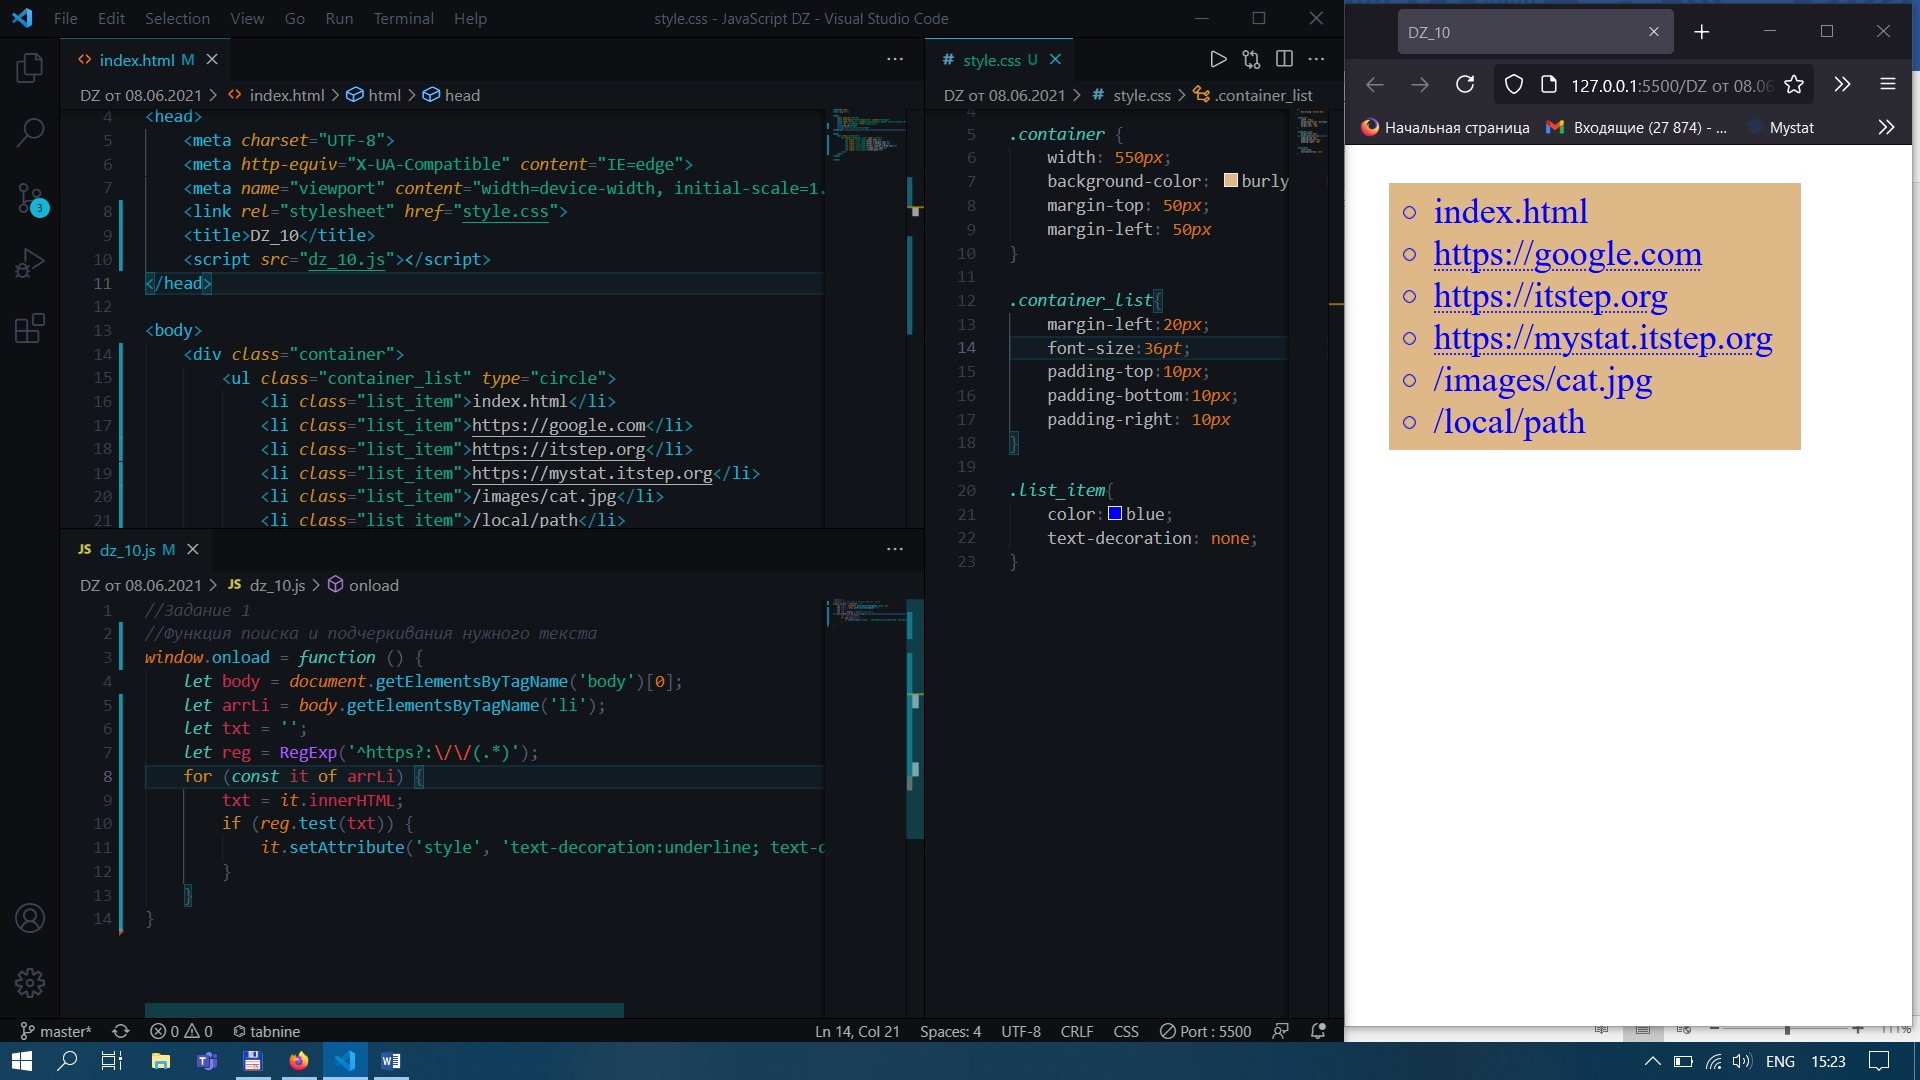 File Edit Selection View Go Run Terminal Help
style.css - JavaScript DZ - Visual Studio Code
index.html M
DZ от 08.06.2021 > index.html > html > head
4 <head>
5 <meta charset="UTF-8">
6 <meta http-equiv="X-UA-Compatible" content="IE=edge">
7 <meta name="viewport" content="width=device-width, initial-scale=1.
8 <link rel="stylesheet" href="style.css">
9 <title>DZ_10</title>
10 <script src="dz_10.js"></script>
11 </head>
12
13 <body>
14 <div class="container">
15 <ul class="container_list" type="circle">
16 <li class="list_item">index.html</li>
17 <li class="list_item">https://google.com</li>
18 <li class="list_item">https://itstep.org</li>
19 <li class="list_item">https://mystat.itstep.org</li>
20 <li class="list_item">/images/cat.jpg</li>
21 <li class="list_item">/local/path</li>
JS dz_10.js M
DZ от 08.06.2021 > JS dz_10.js > onload
1 //Задание 1
2 //Функция поиска и подчеркивания нужного текста
3 window.onload = function () {
4 let body = document.getElementsByTagName('body')[0];
5 let arrLi = body.getElementsByTagName('li');
6 let txt = '';
7 let reg = RegExp('^https?:\/\/(.*)');
8 for (const it of arrLi) {
9 txt = it.innerHTML;
10 if (reg.test(txt)) {
11 it.setAttribute('style', 'text-decoration:underline; text-d
12 }
13 }
14 }
# style.css U
DZ от 08.06.2021 > # style.css > .container_list
4
5 .container {
6 width: 550px;
7 background-color: burly
8 margin-top: 50px;
9 margin-left: 50px
10 }
11
12 .container_list{
13 margin-left:20px;
14 font-size:36pt;
15 padding-top:10px;
16 padding-bottom:10px;
17 padding-right: 10px
18 }
19
20 .list_item{
21 color: blue;
22 text-decoration: none;
23 }
3
master* 0 0 tabnine
Ln 14, Col 21 Spaces: 4 UTF-8 CRLF CSS Port : 5500
DZ_10
127.0.0.1:5500/DZ от 08.06
Начальная страница Входящие (27 874) - ... Mystat
index.html
https://google.com
https://itstep.org
https://mystat.itstep.org
/images/cat.jpg
/local/path
111%
ENG 15:23